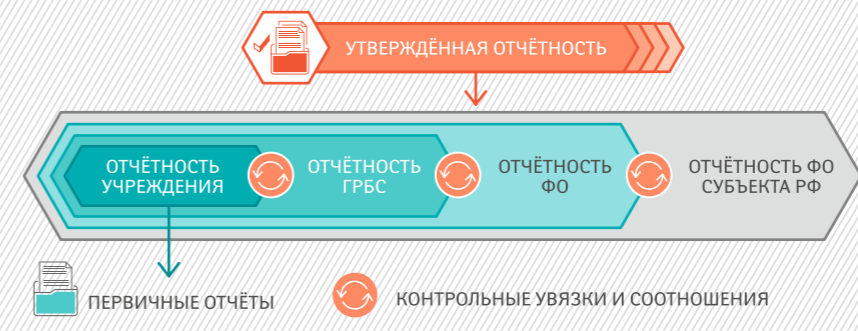 УТВЕРЖДЁННАЯ ОТЧЁТНОСТЬ
ОТЧЁТНОСТЬ
УЧРЕЖДЕНИЯ
ОТЧЁТНОСТЬ
ГРБС
ОТЧЁТНОСТЬ
ФО
ОТЧЁТНОСТЬ ФО
СУБЪЕКТА РФ
ПЕРВИЧНЫЕ ОТЧЁТЫ
КОНТРОЛЬНЫЕ УВЯЗКИ И СООТНОШЕНИЯ